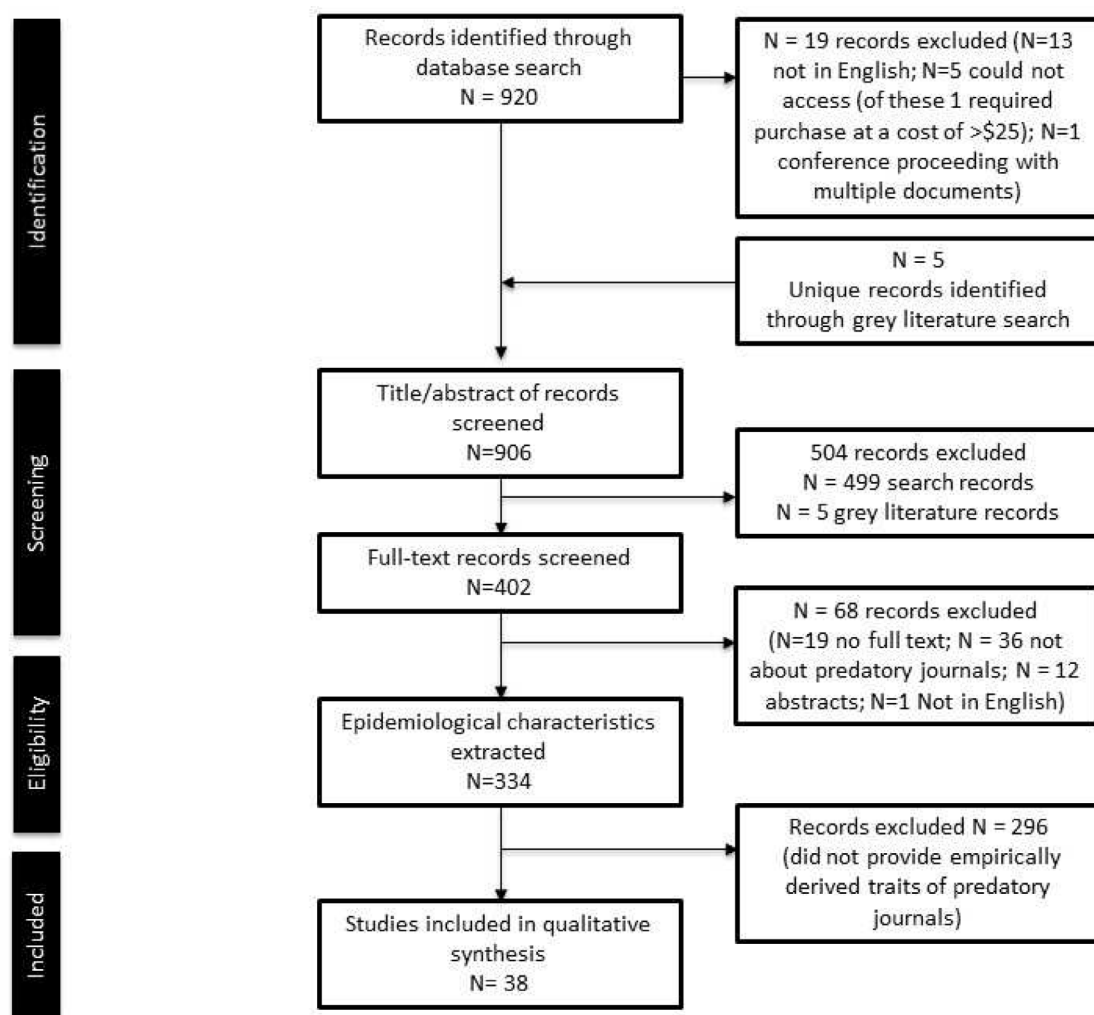 Identification
Records identified through
database search
N = 920
N = 19 records excluded (N=13
not in English; N=5 could not
access (of these 1 required
purchase at a cost of >$25); N=1
conference proceeding with
multiple documents)
N = 5
Unique records identified
through grey literature search
Screening
Title/abstract of records
screened
N=906
504 records excluded
N = 499 search records
N = 5 grey literature records
Full-text records screened
N=402
N = 68 records excluded
(N=19 no full text; N = 36 not
about predatory journals; N = 12
abstracts; N=1 Not in English)
Eligibility
Epidemiological characteristics
extracted
N=334
Records excluded N = 296
(did not provide empirically
derived traits of predatory
journals)
Included
Studies included in qualitative
synthesis
N= 38